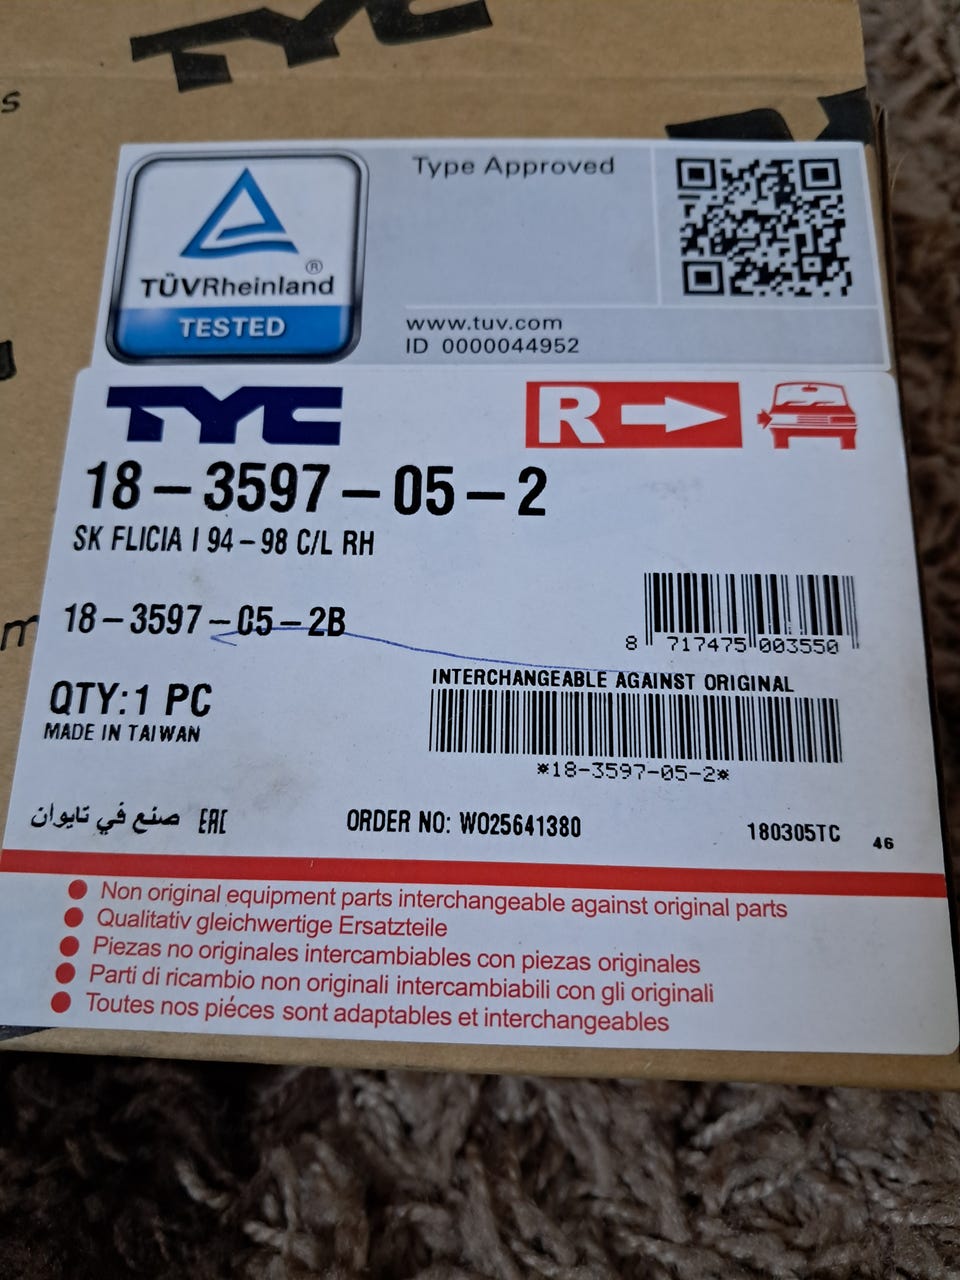 TYC
s
Type Approved
TÜVRheinland®
TESTED
www.tuv.com
ID 0000044952
TYC
R
18-3597-05-2
SK FLICIA I 94-98 C/L RH
18-3597-05-2B
8 717475 003550
QTY:1 PC
MADE IN TAIWAN
INTERCHANGEABLE AGAINST ORIGINAL
*18-3597-05-2*
صنع في تايوان EAC
ORDER NO: WO25641380
180305TC
46
Non original equipment parts interchangeable against original parts
Qualitativ gleichwertige Ersatzteile
Piezas no originales intercambiables con piezas originales
Parti di ricambio non originali intercambiabili con gli originali
Toutes nos piéces sont adaptables et interchangeables